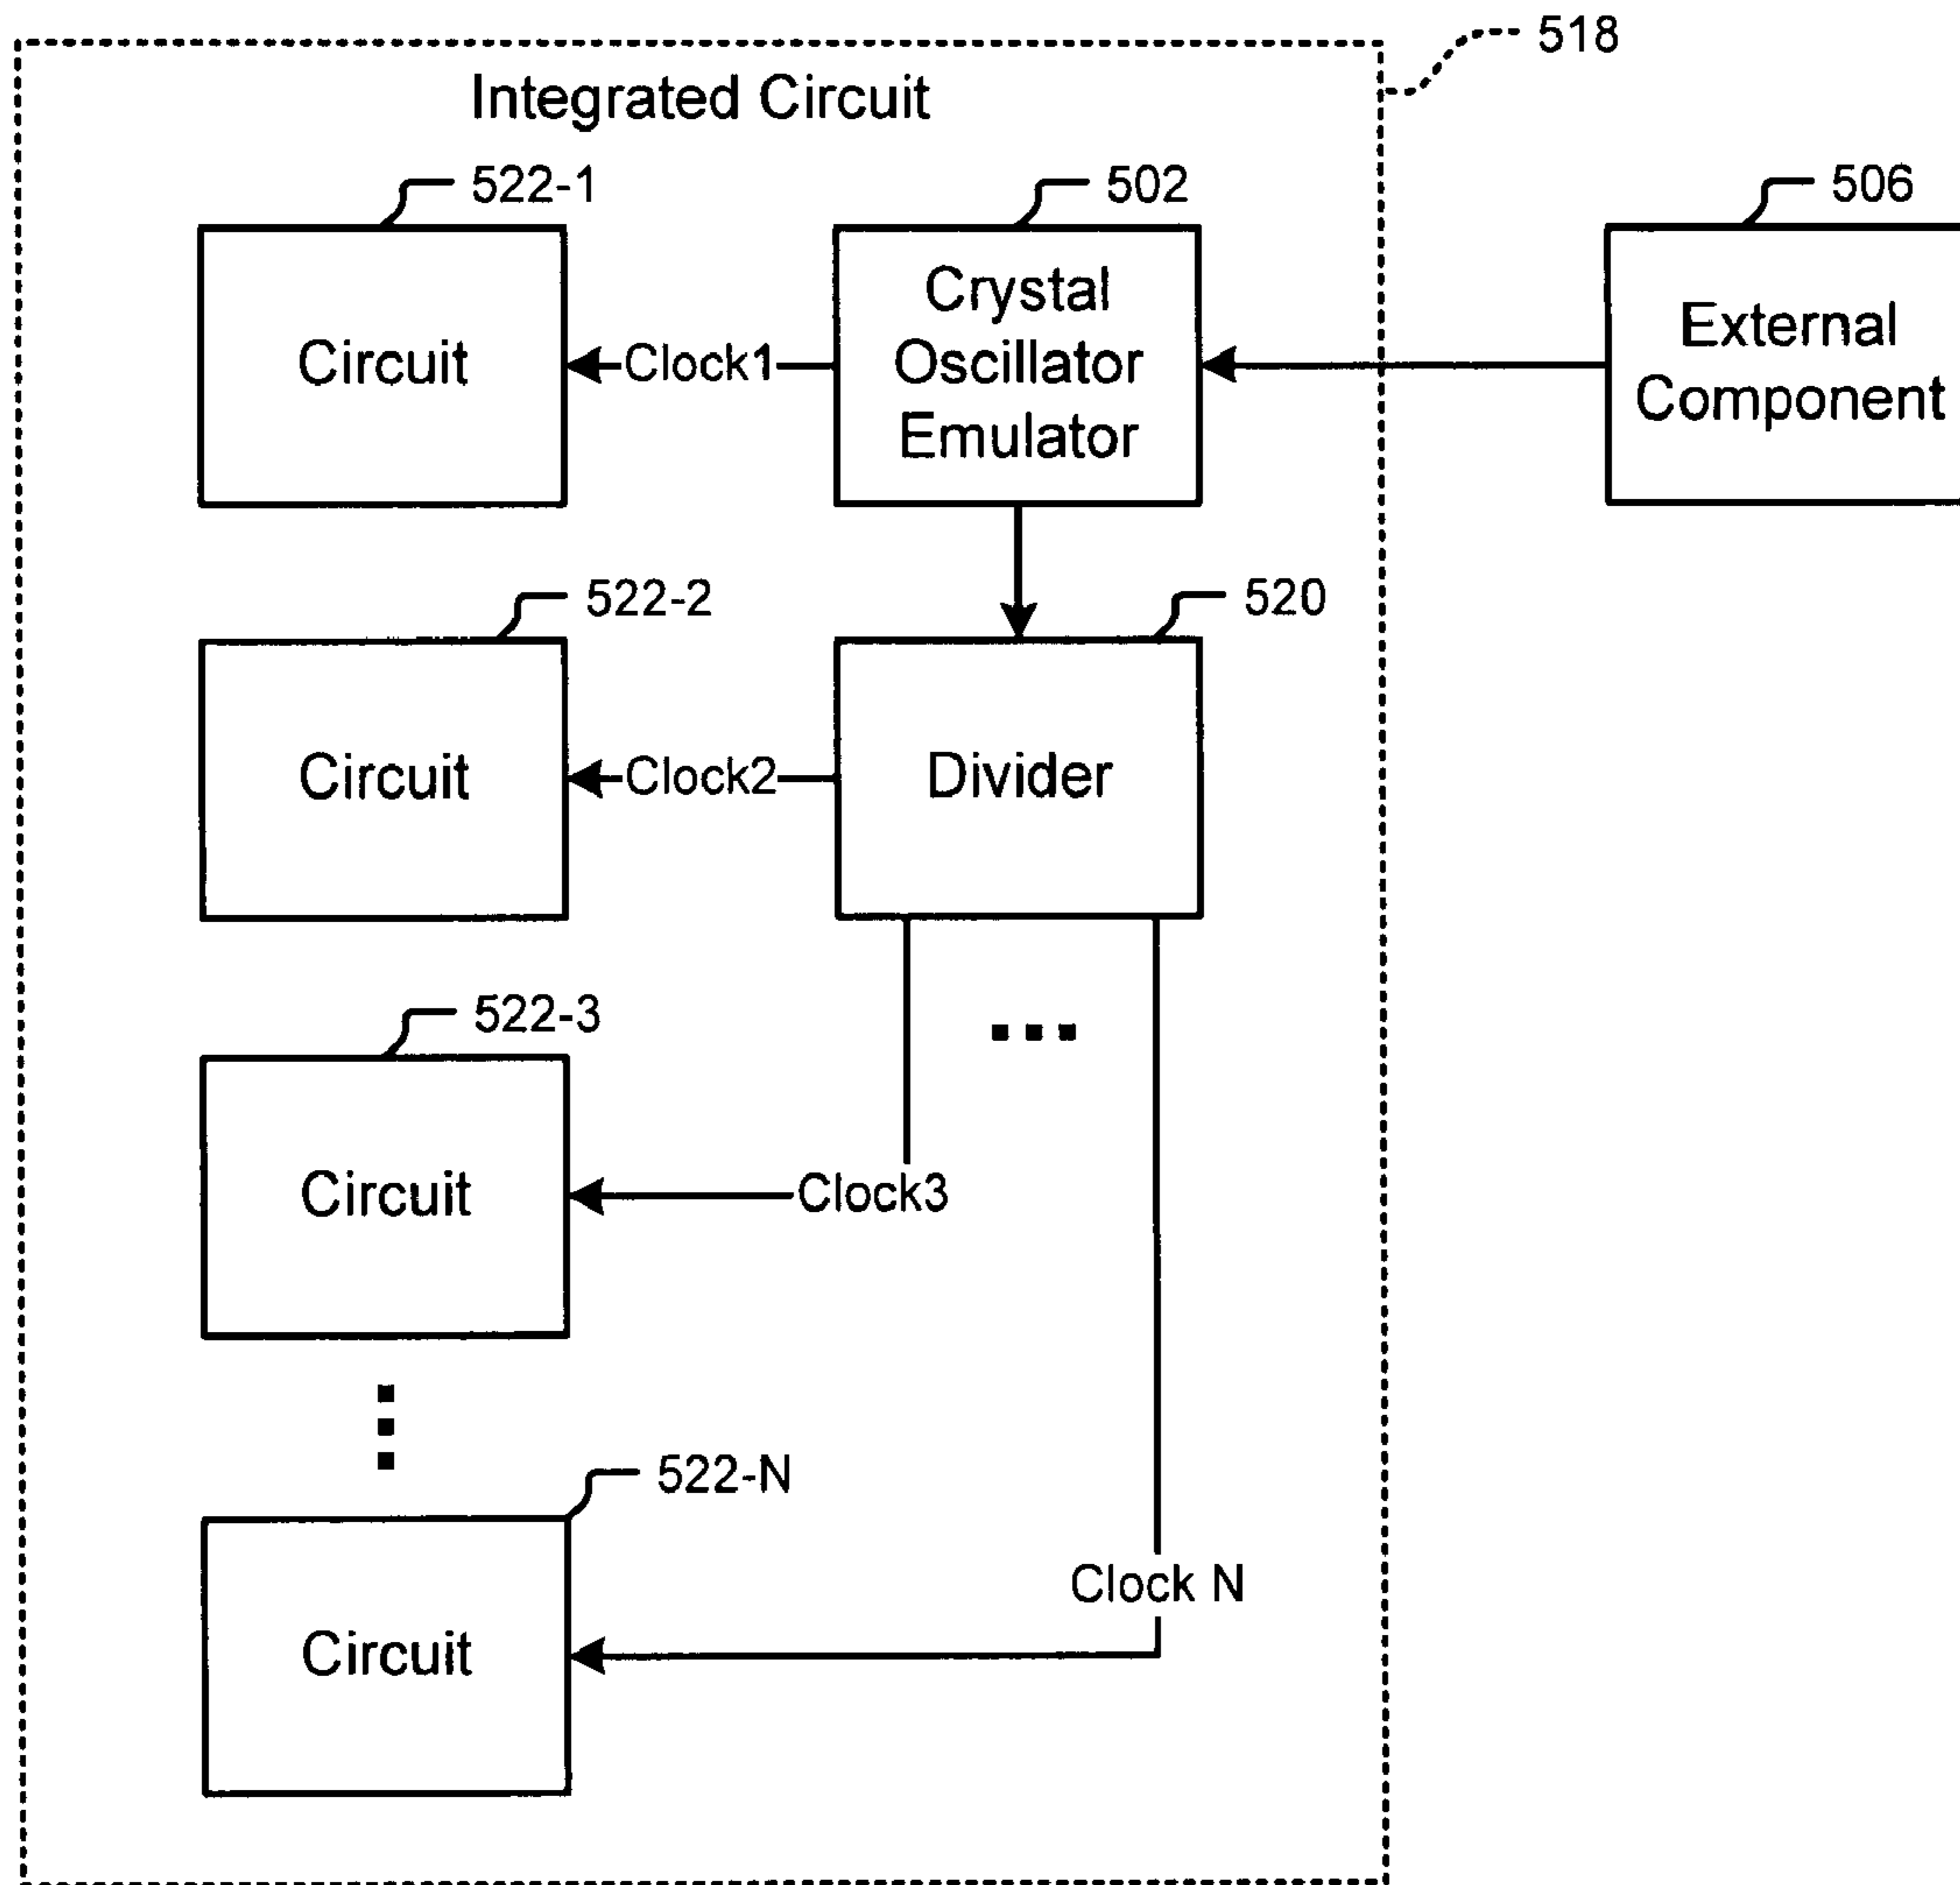 518
Integrated Circuit
522-1
502
506
Circuit
Clock1
Crystal
Oscillator
Emulator
External
Component
522-2
520
Circuit
Clock2
Divider
522-3
Circuit
Clock3
522-N
Circuit
Clock N